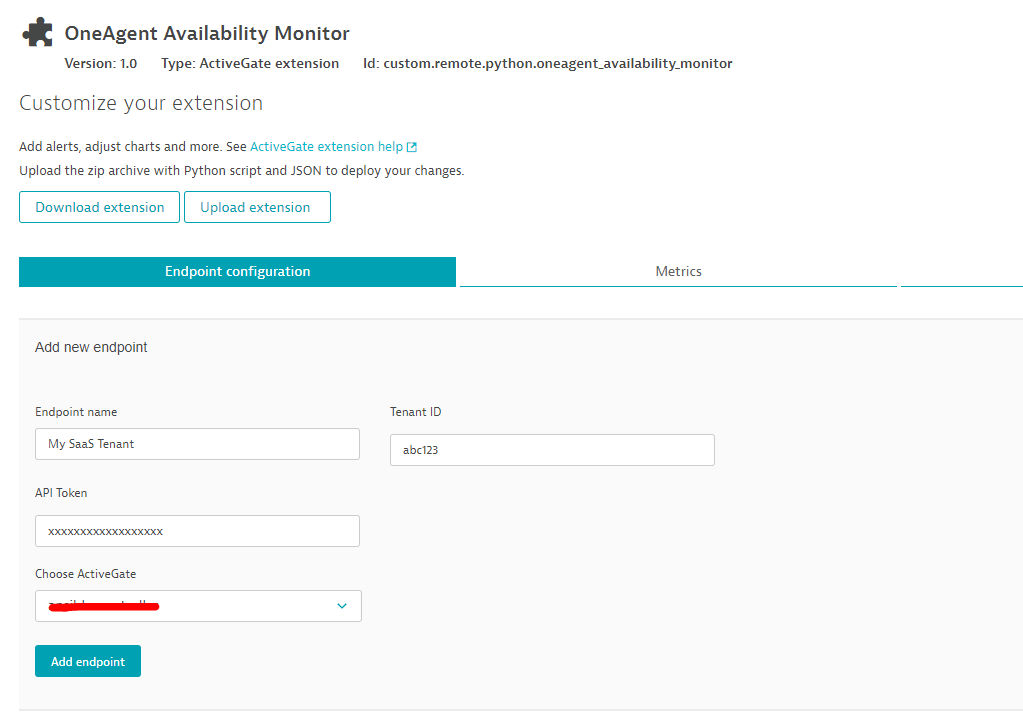 OneAgent Availability Monitor
Version: 1.0 Type: ActiveGate extension Id: custom.remote.python.oneagent_availability_monitor
Customize your extension
Add alerts, adjust charts and more. See ActiveGate extension help
Upload the zip archive with Python script and JSON to deploy your changes.
Download extension Upload extension
Endpoint configuration Metrics
Add new endpoint
Endpoint name Tenant ID
My SaaS Tenant abc123
API Token
xxxxxxxxxxxxxxxxxx
Choose ActiveGate
Add endpoint